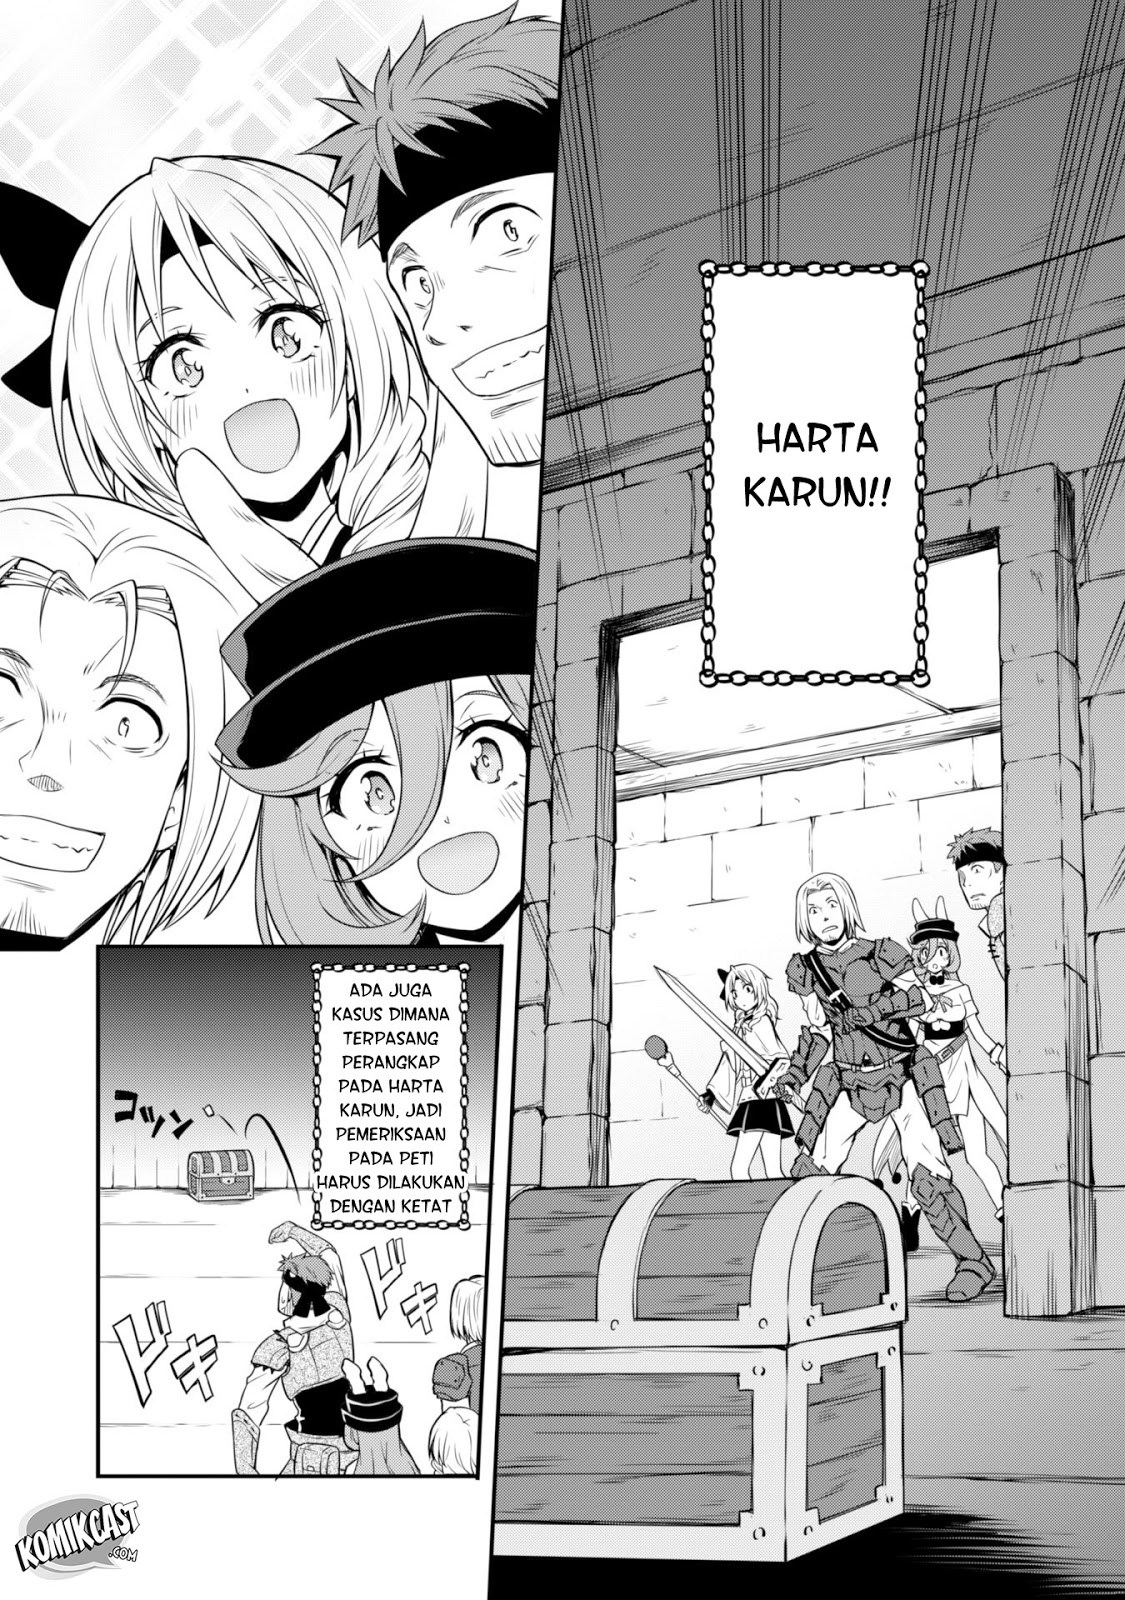 HARTA
KARUN!!
ADA JUGA
KASUS DIMANA
TERPASANG
PERANGKAP
PADA HARTA
KARUN, JADI
PEMERIKSAAN
PADA PETI
HARUS DILAKUKAN
DENGAN KETAT
コツン
ドキ
ドキ
KOMIKCAST
.COM